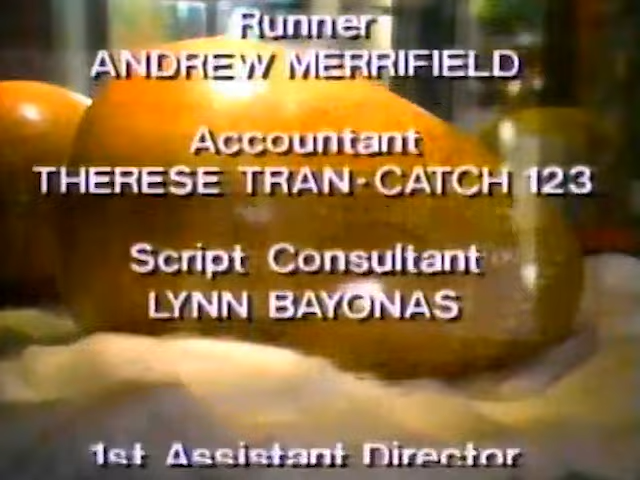 Runner
ANDREW MERRIFIELD
Accountant
THERESE TRAN-CATCH 123
Script Consultant
LYNN BAYONAS
1st Assistant Director